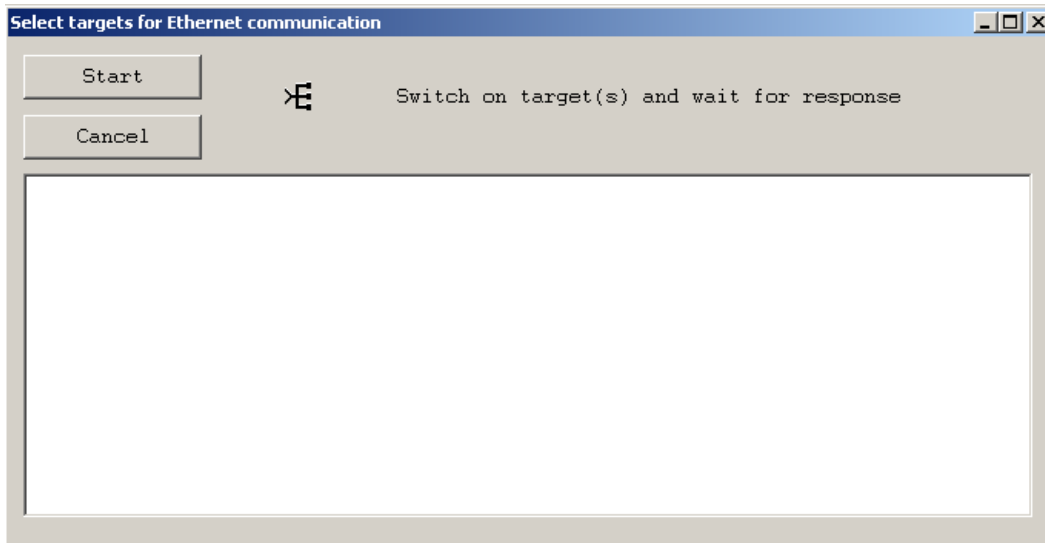 Select targets for Ethernet communication
Start
Switch on target(s) and wait for response
Cancel